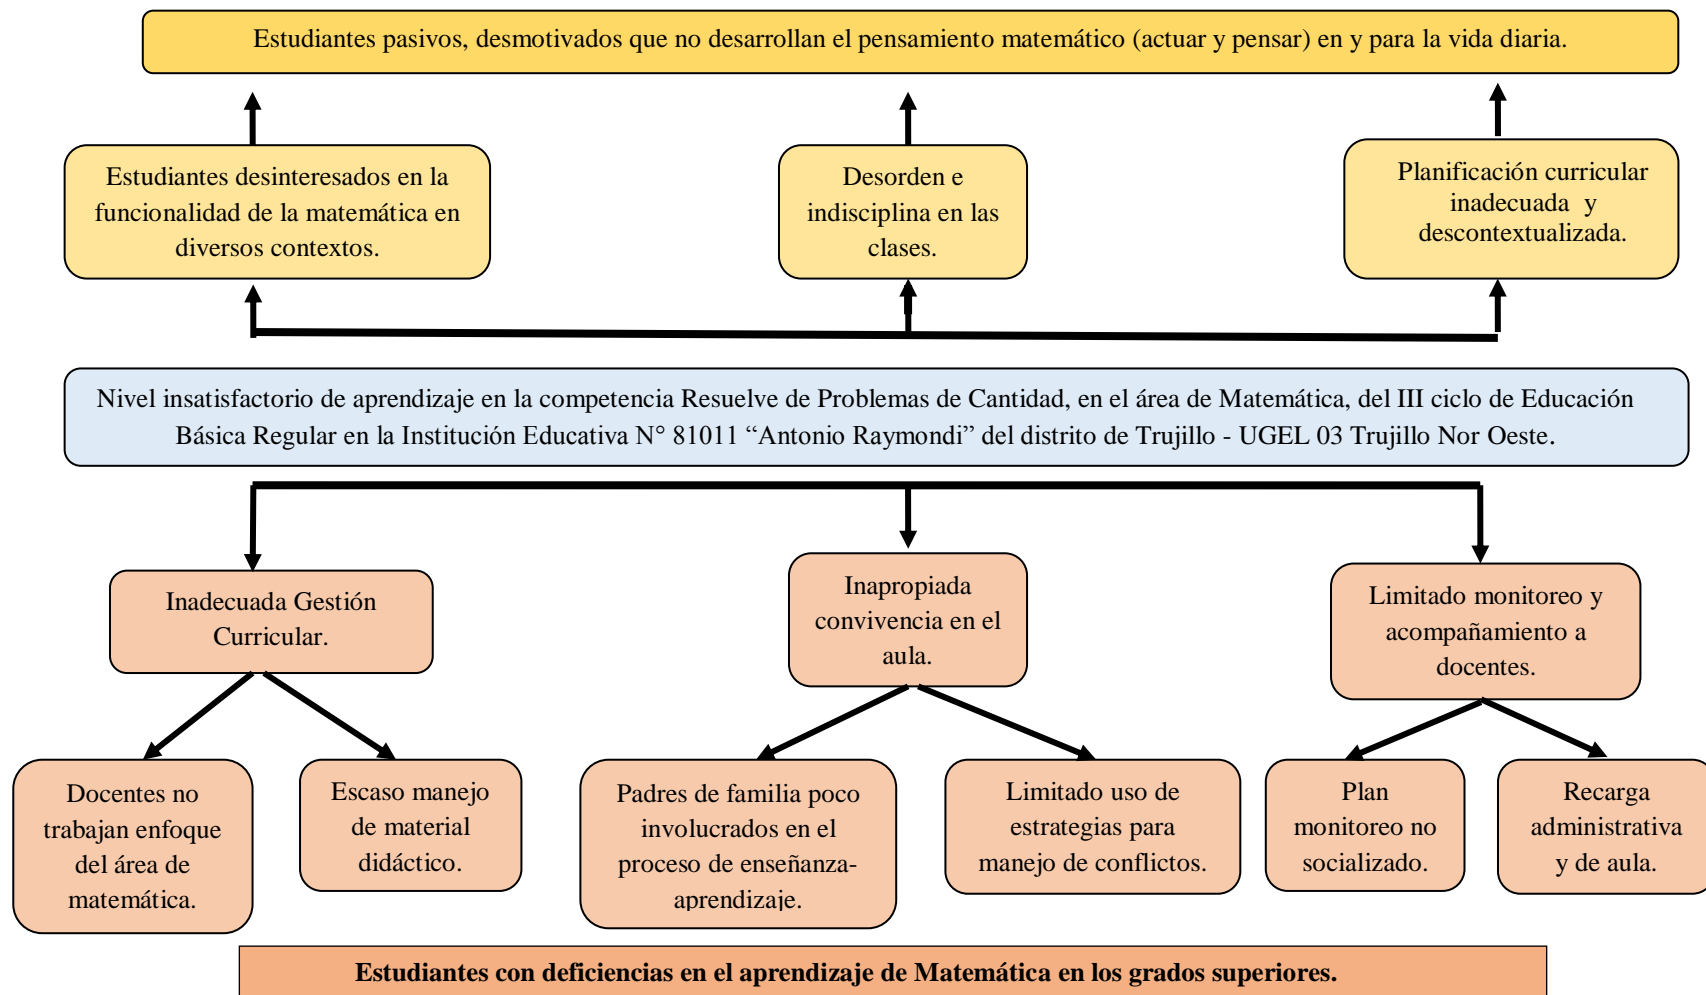 Estudiantes pasivos, desmotivados que no desarrollan el pensamiento matemático (actuar y pensar) en y para la vida diaria.
Estudiantes desinteresados en la
funcionalidad de la matemática en
diversos contextos.
Desorden e
indisciplina en las
clases.
Planificación curricular
inadecuada y
descontextualizada.
Nivel insatisfactorio de aprendizaje en la competencia Resuelve de Problemas de Cantidad, en el área de Matemática, del III ciclo de Educación
Básica Regular en la Institución Educativa N° 81011 “Antonio Raymondi” del distrito de Trujillo - UGEL 03 Trujillo Nor Oeste.
Inadecuada Gestión
Curricular.
Inapropiada
convivencia en el
aula.
Limitado monitoreo y
acompañamiento a
docentes.
Docentes no
trabajan enfoque
del área de
matemática.
Escaso manejo
de material
didáctico.
Padres de familia poco
involucrados en el
proceso de enseñanza-
aprendizaje.
Limitado uso de
estrategias para
manejo de conflictos.
Plan
monitoreo no
socializado.
Recarga
administrativa
y de aula.
Estudiantes con deficiencias en el aprendizaje de Matemática en los grados superiores.